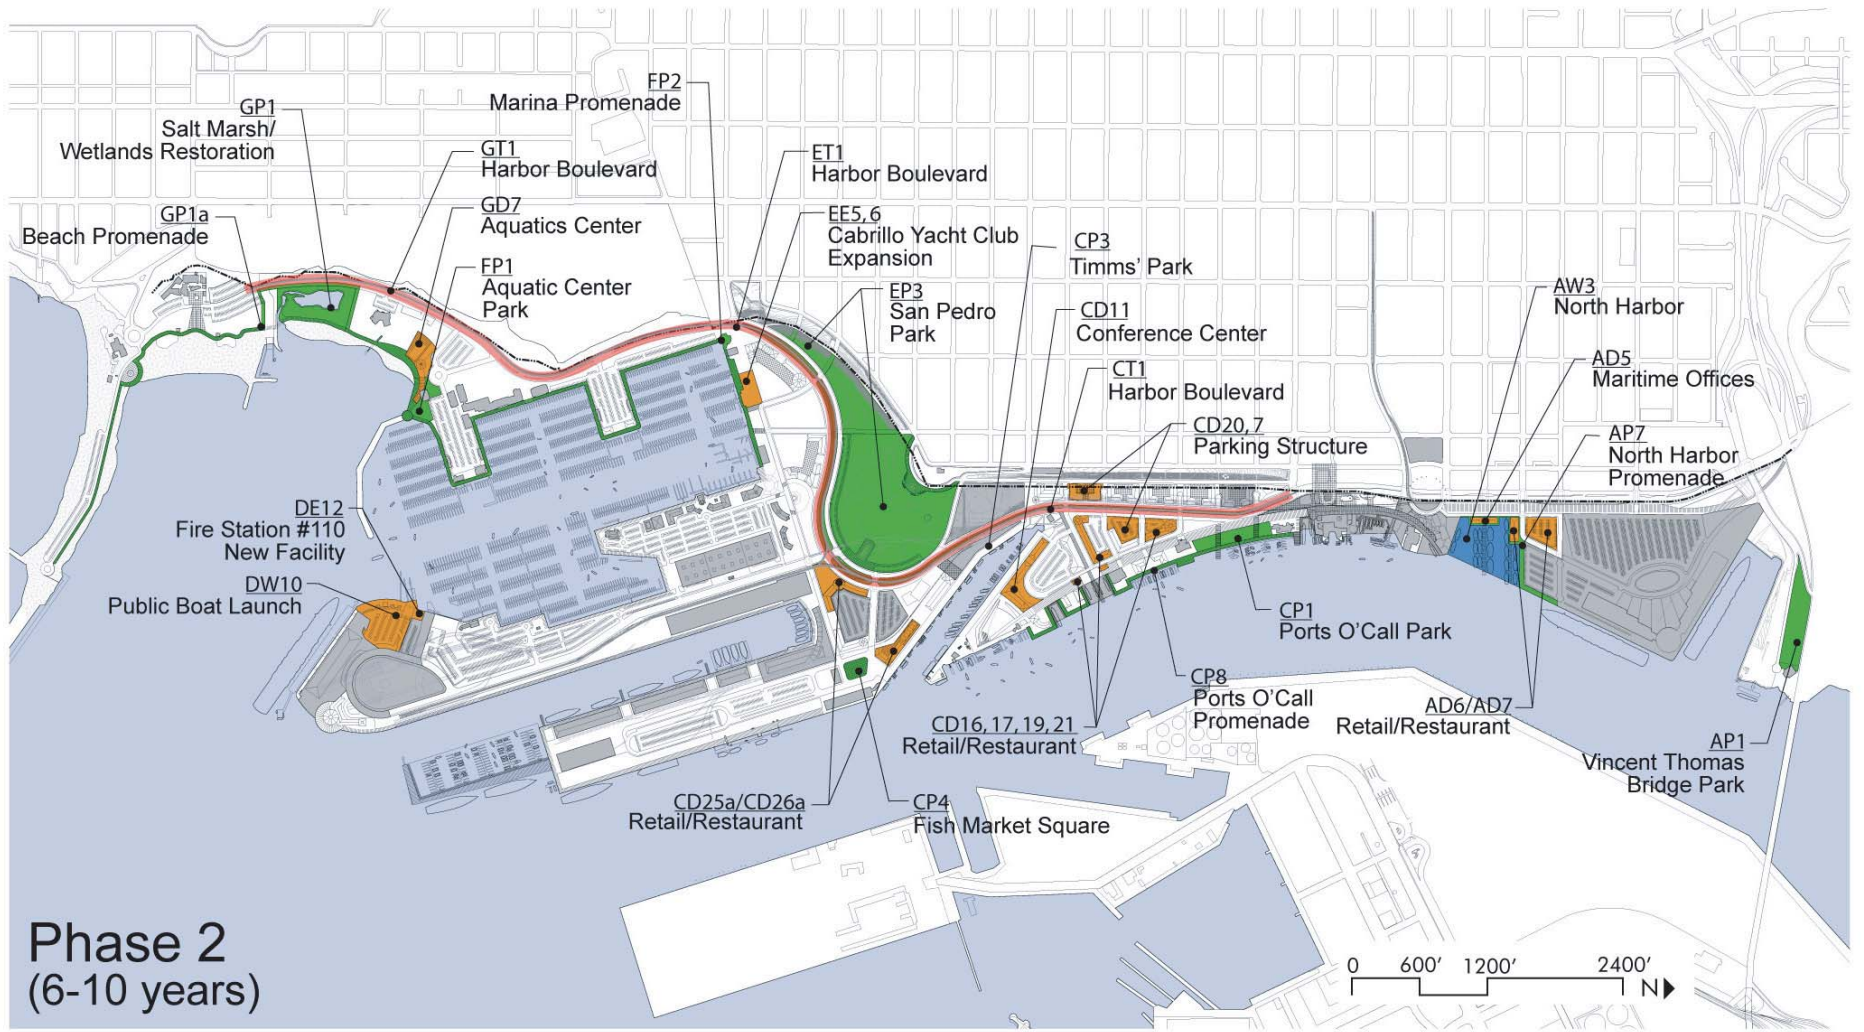 FP2
Marina Promenade
GP1
Salt Marsh/
Wetlands Restoration
GT1
Harbor Boulevard
ET1
Harbor Boulevard
GP1a
Beach Promenade
GD7
Aquatics Center
EE5,6
Cabrillo Yacht Club
Expansion
CP3
Timms' Park
FP1
Aquatic Center
Park
EP3
San Pedro
Park
CD11
Conference Center
AW3
North Harbor
CT1
Harbor Boulevard
AD5
Maritime Offices
CD20,7
Parking Structure
AP7
North Harbor
Promenade
DE12
Fire Station #110
New Facility
DW10
Public Boat Launch
CP1
Ports O'Call Park
CP8
Ports O'Call
Promenade
CD16,17,19,21
Retail/Restaurant
AD6/AD7
Retail/Restaurant
AP1
Vincent Thomas
Bridge Park
CD25a/CD26a
Retail/Restaurant
CP4
Fish Market Square
Phase 2
(6-10 years)
0 600' 1200' 2400'
N